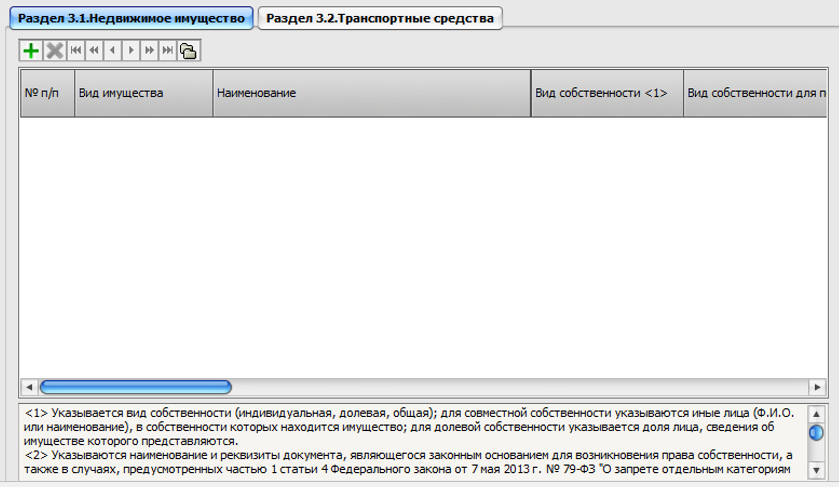 Раздел 3.1.Недвижимое имущество Раздел 3.2.Транспортные средства
№ п/п Вид имущества Наименование Вид собственности <1> Вид собственности для п
<1> Указывается вид собственности (индивидуальная, долевая, общая); для совместной собственности указываются иные лица (Ф.И.О.
или наименование), в собственности которых находится имущество; для долевой собственности указывается доля лица, сведения об
имуществе которого представляются.
<2> Указываются наименование и реквизиты документа, являющегося законным основанием для возникновения права собственности, а
также в случаях, предусмотренных частью 1 статьи 4 Федерального закона от 7 мая 2013 г. № 79-ФЗ "О запрете отдельным категориям